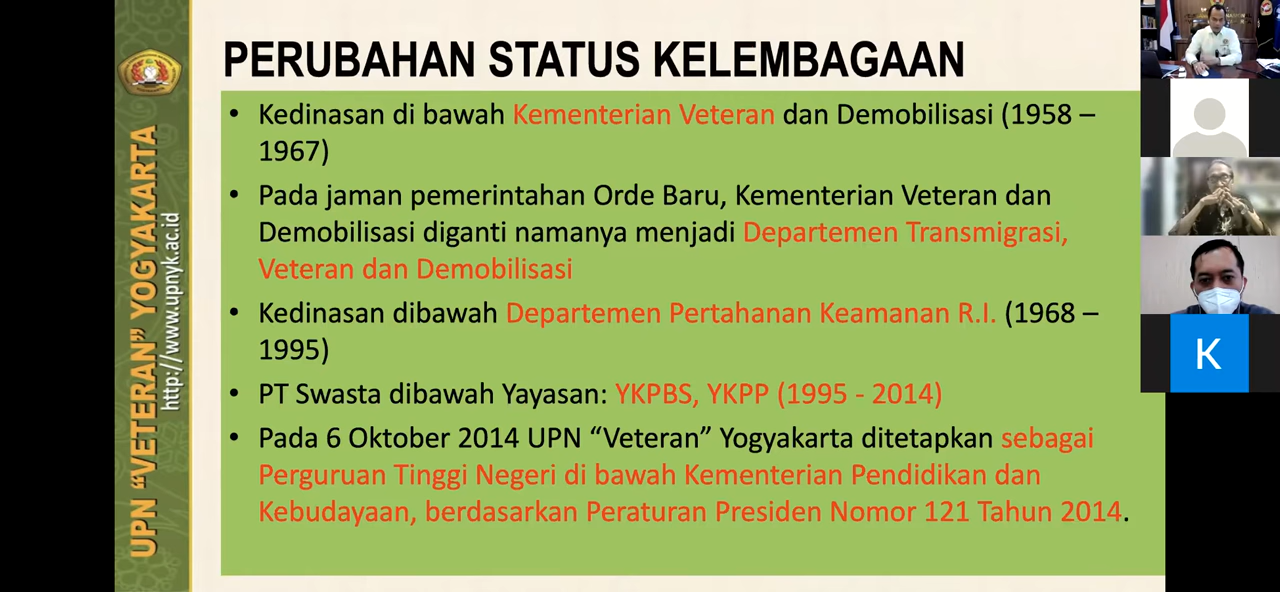 PERUBAHAN STATUS KELEMBAGAAN
• Kedinasan di bawah Kementerian Veteran dan Demobilisasi (1958 –
1967)
• Pada jaman pemerintahan Orde Baru, Kementerian Veteran dan
Demobilisasi diganti namanya menjadi Departemen Transmigrasi,
Veteran dan Demobilisasi
• Kedinasan dibawah Departemen Pertahanan Keamanan R.I. (1968 –
1995)
• PT Swasta dibawah Yayasan: YKPBS, YKPP (1995 - 2014)
• Pada 6 Oktober 2014 UPN “Veteran” Yogyakarta ditetapkan sebagai
Perguruan Tinggi Negeri di bawah Kementerian Pendidikan dan
Kebudayaan, berdasarkan Peraturan Presiden Nomor 121 Tahun 2014.
UPN “VETERAN” YOGYAKARTA
http://www.upnyk.ac.id
K